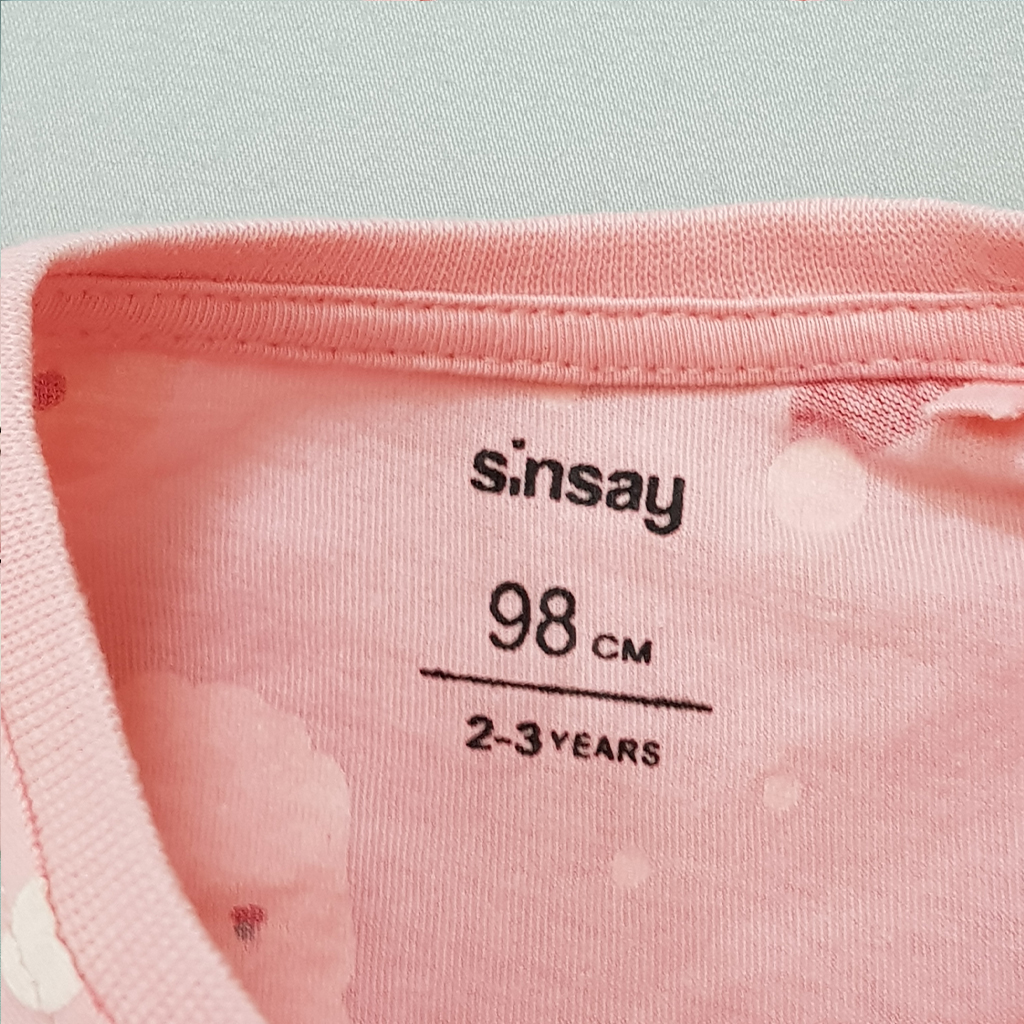 sinsay
98 CM
2-3 YEARS